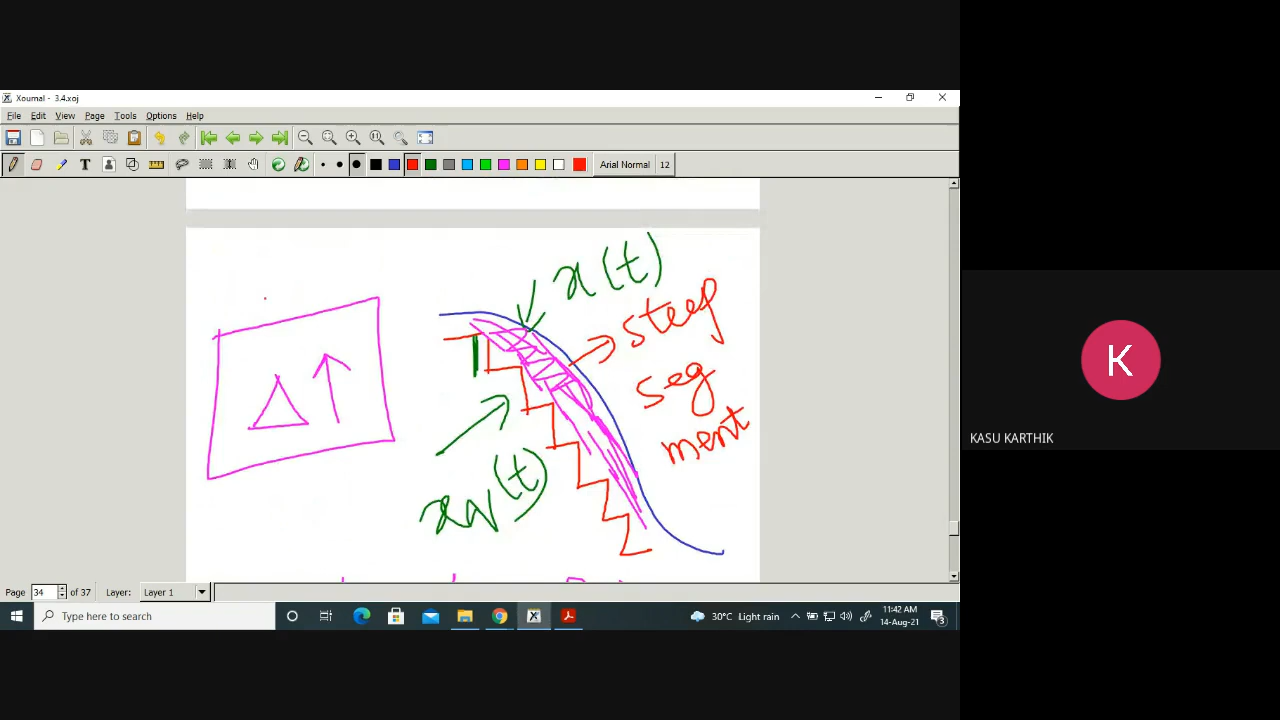 Xournal - 3.4.xoj
File Edit View Page Tools Options Help
T
Arial Normal 12
x(t)
steep
seg
ment
Δ↑
xq(t)
Page 34 of 37 Layer: Layer 1
Type here to search
30°C Light rain
11:42 AM
14-Aug-21
3
K
KASU KARTHIK